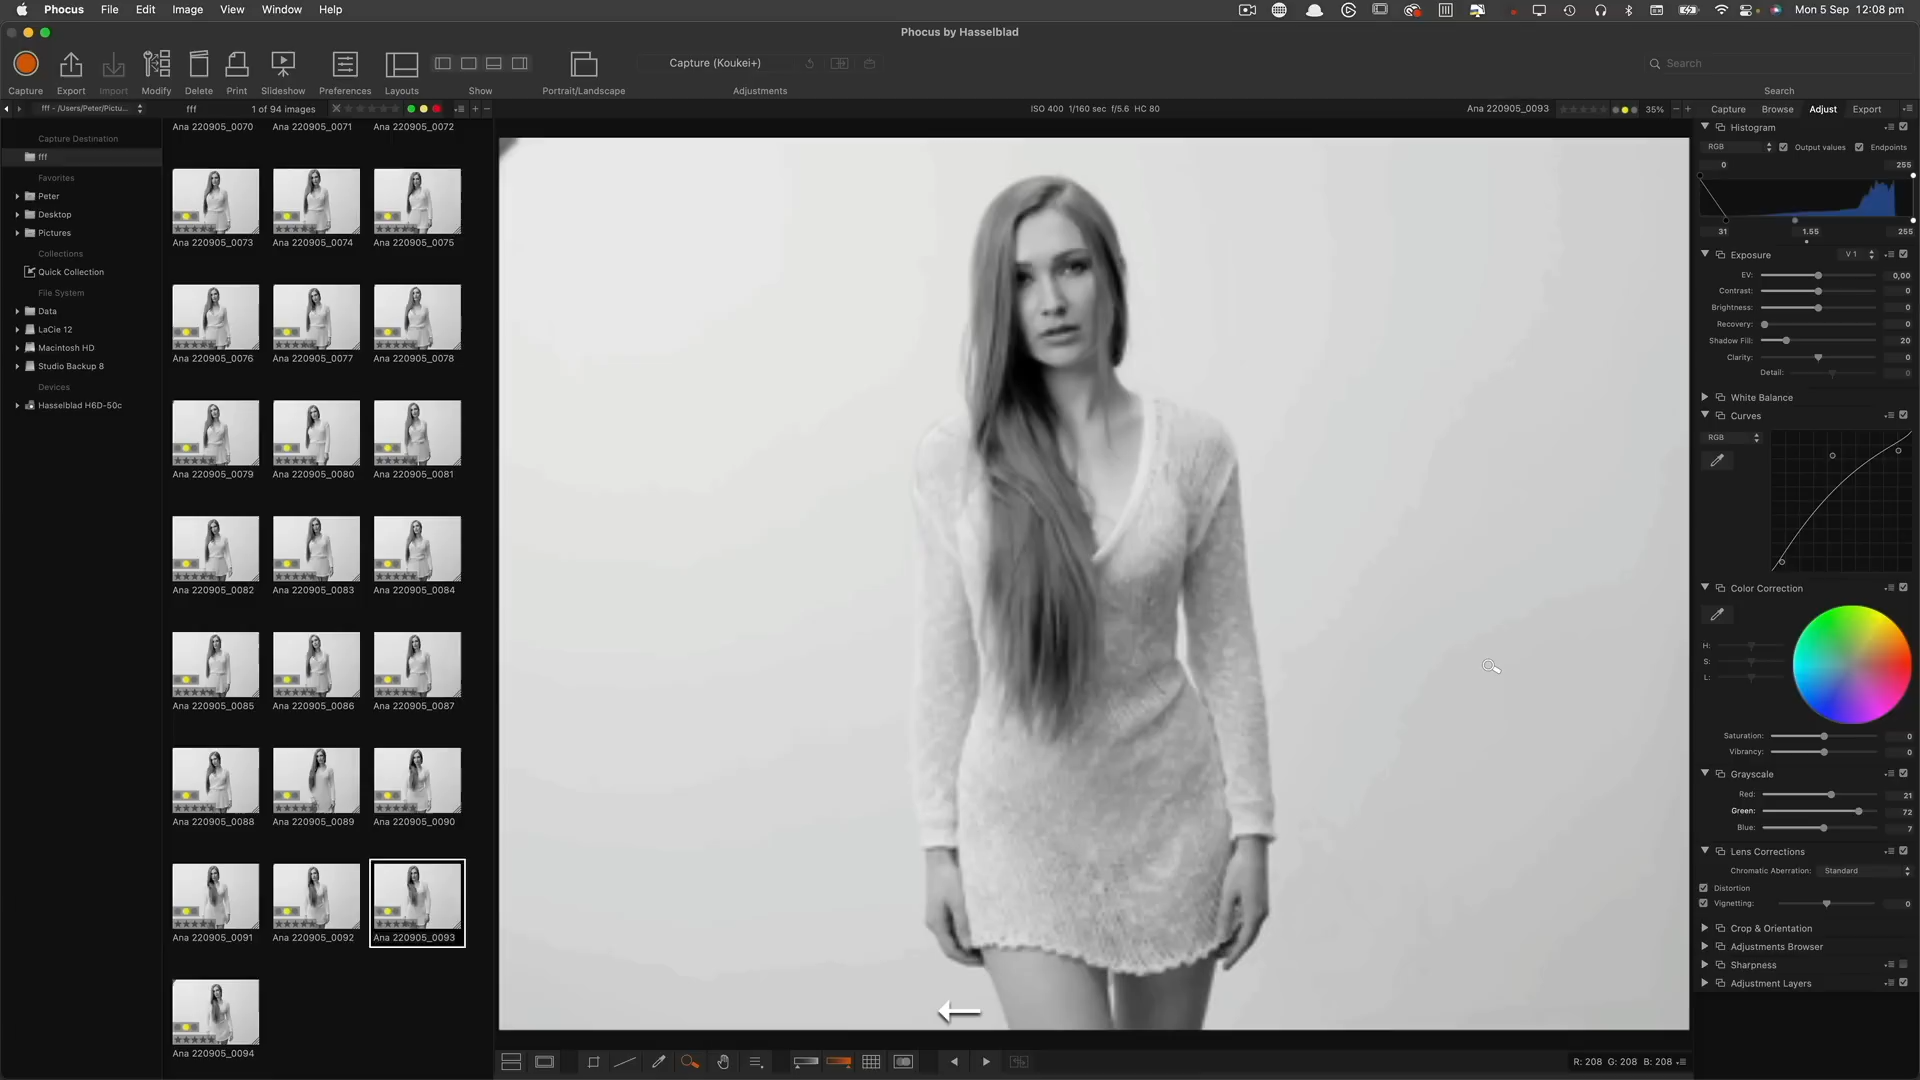 Phocus File Edit Image View Window Help
Mon 5 Sep 12:08 pm
Phocus by Hasselblad
Capture (Koukei+)
Search
Capture Export Import Modify Delete Print Slideshow Preferences Layouts Show Portrait/Landscape Adjustments Search
fff - /Users/Peter/Pictu...
fff
1 of 94 images
ISO 400 1/160 sec f/5.6 HC 80
Ana 220905_0093
35%
Capture Browse Adjust Export
Capture Destination
fff
Favorites
Peter
Desktop
Pictures
Collections
Quick Collection
File System
Data
LaCie 12
Macintosh HD
Studio Backup 8
Devices
Hasselblad H6D-50c
Ana 220905_0070 Ana 220905_0071 Ana 220905_0072
Ana 220905_0073 Ana 220905_0074 Ana 220905_0075
Ana 220905_0076 Ana 220905_0077 Ana 220905_0078
Ana 220905_0079 Ana 220905_0080 Ana 220905_0081
Ana 220905_0082 Ana 220905_0083 Ana 220905_0084
Ana 220905_0085 Ana 220905_0086 Ana 220905_0087
Ana 220905_0088 Ana 220905_0089 Ana 220905_0090
Ana 220905_0091 Ana 220905_0092 Ana 220905_0093
Ana 220905_0094
Histogram
RGB Output values Endpoints
0 255
31 1.55 255
Exposure V 1
EV: 0,00
Contrast: 0
Brightness: 0
Recovery: 0
Shadow Fill: 20
Clarity: 0
Detail: 0
White Balance
Curves
RGB
Color Correction
H:
S:
L:
Saturation: 0
Vibrancy: 0
Grayscale
Red: 21
Green: 72
Blue: 7
Lens Corrections
Chromatic Aberration: Standard
Distortion
Vignetting: 0
Crop & Orientation
Adjustments Browser
Sharpness
Adjustment Layers
R: 208 G: 208 B: 208